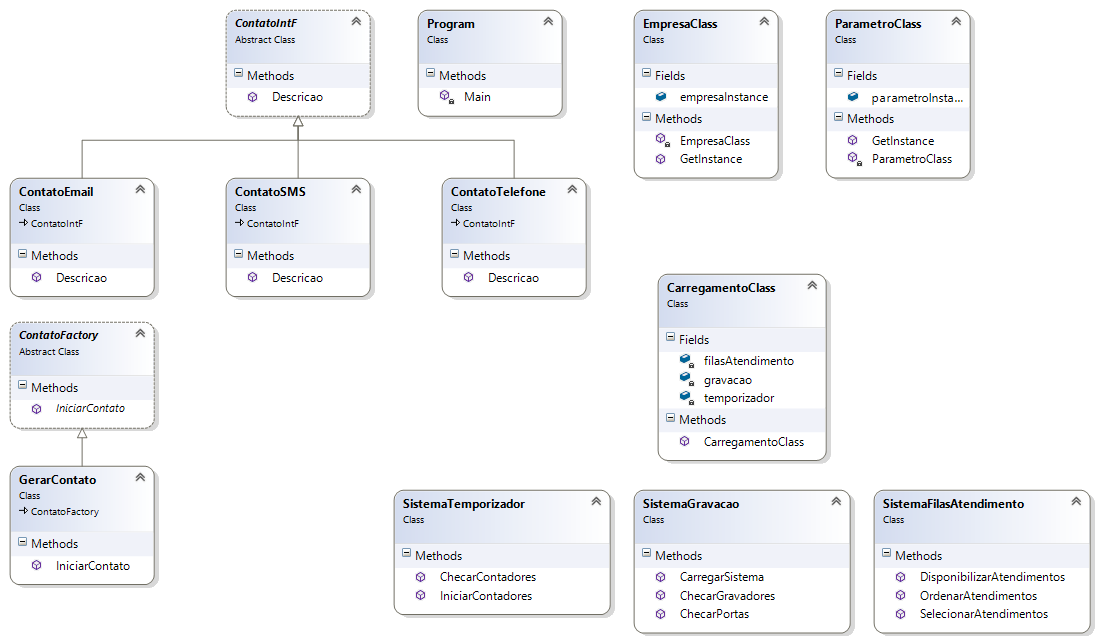 ContatoIntF
Abstract Class
Methods
Descricao
Program
Class
Methods
Main
EmpresaClass
Class
Fields
empresaInstance
Methods
EmpresaClass
GetInstance
ParametroClass
Class
Fields
parametroInsta...
Methods
GetInstance
ParametroClass
ContatoEmail
Class
ContatoIntF
Methods
Descricao
ContatoSMS
Class
ContatoIntF
Methods
Descricao
ContatoTelefone
Class
ContatoIntF
Methods
Descricao
CarregamentoClass
Class
Fields
filasAtendimento
gravacao
temporizador
Methods
CarregamentoClass
ContatoFactory
Abstract Class
Methods
IniciarContato
GerarContato
Class
ContatoFactory
Methods
IniciarContato
SistemaTemporizador
Class
Methods
ChecarContadores
IniciarContadores
SistemaGravacao
Class
Methods
CarregarSistema
ChecarGravadores
ChecarPortas
SistemaFilasAtendimento
Class
Methods
DisponibilizarAtendimentos
OrdenarAtendimentos
SelecionarAtendimentos